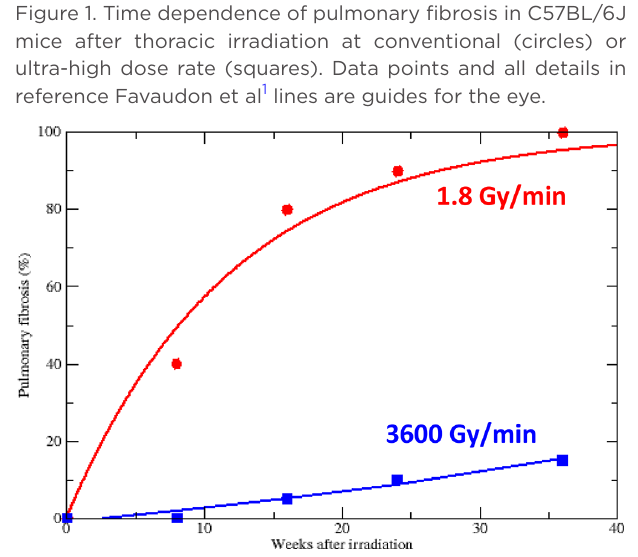 Figure 1. Time dependence of pulmonary fibrosis in C57BL/6J
mice after thoracic irradiation at conventional (circles) or
ultra-high dose rate (squares). Data points and all details in
reference Favaudon et al1 lines are guides for the eye.
100
80
60
40
20
0
Pulmonary fibrosis (%)
1.8 Gy/min
3600 Gy/min
0
10
20
30
40
Weeks after irradiation